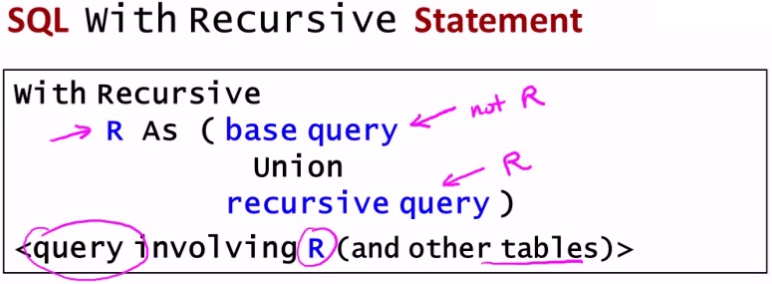 SQL With Recursive Statement
With Recursive
R As ( base query not R
Union R
recursive query )
<query involving R (and other tables)>